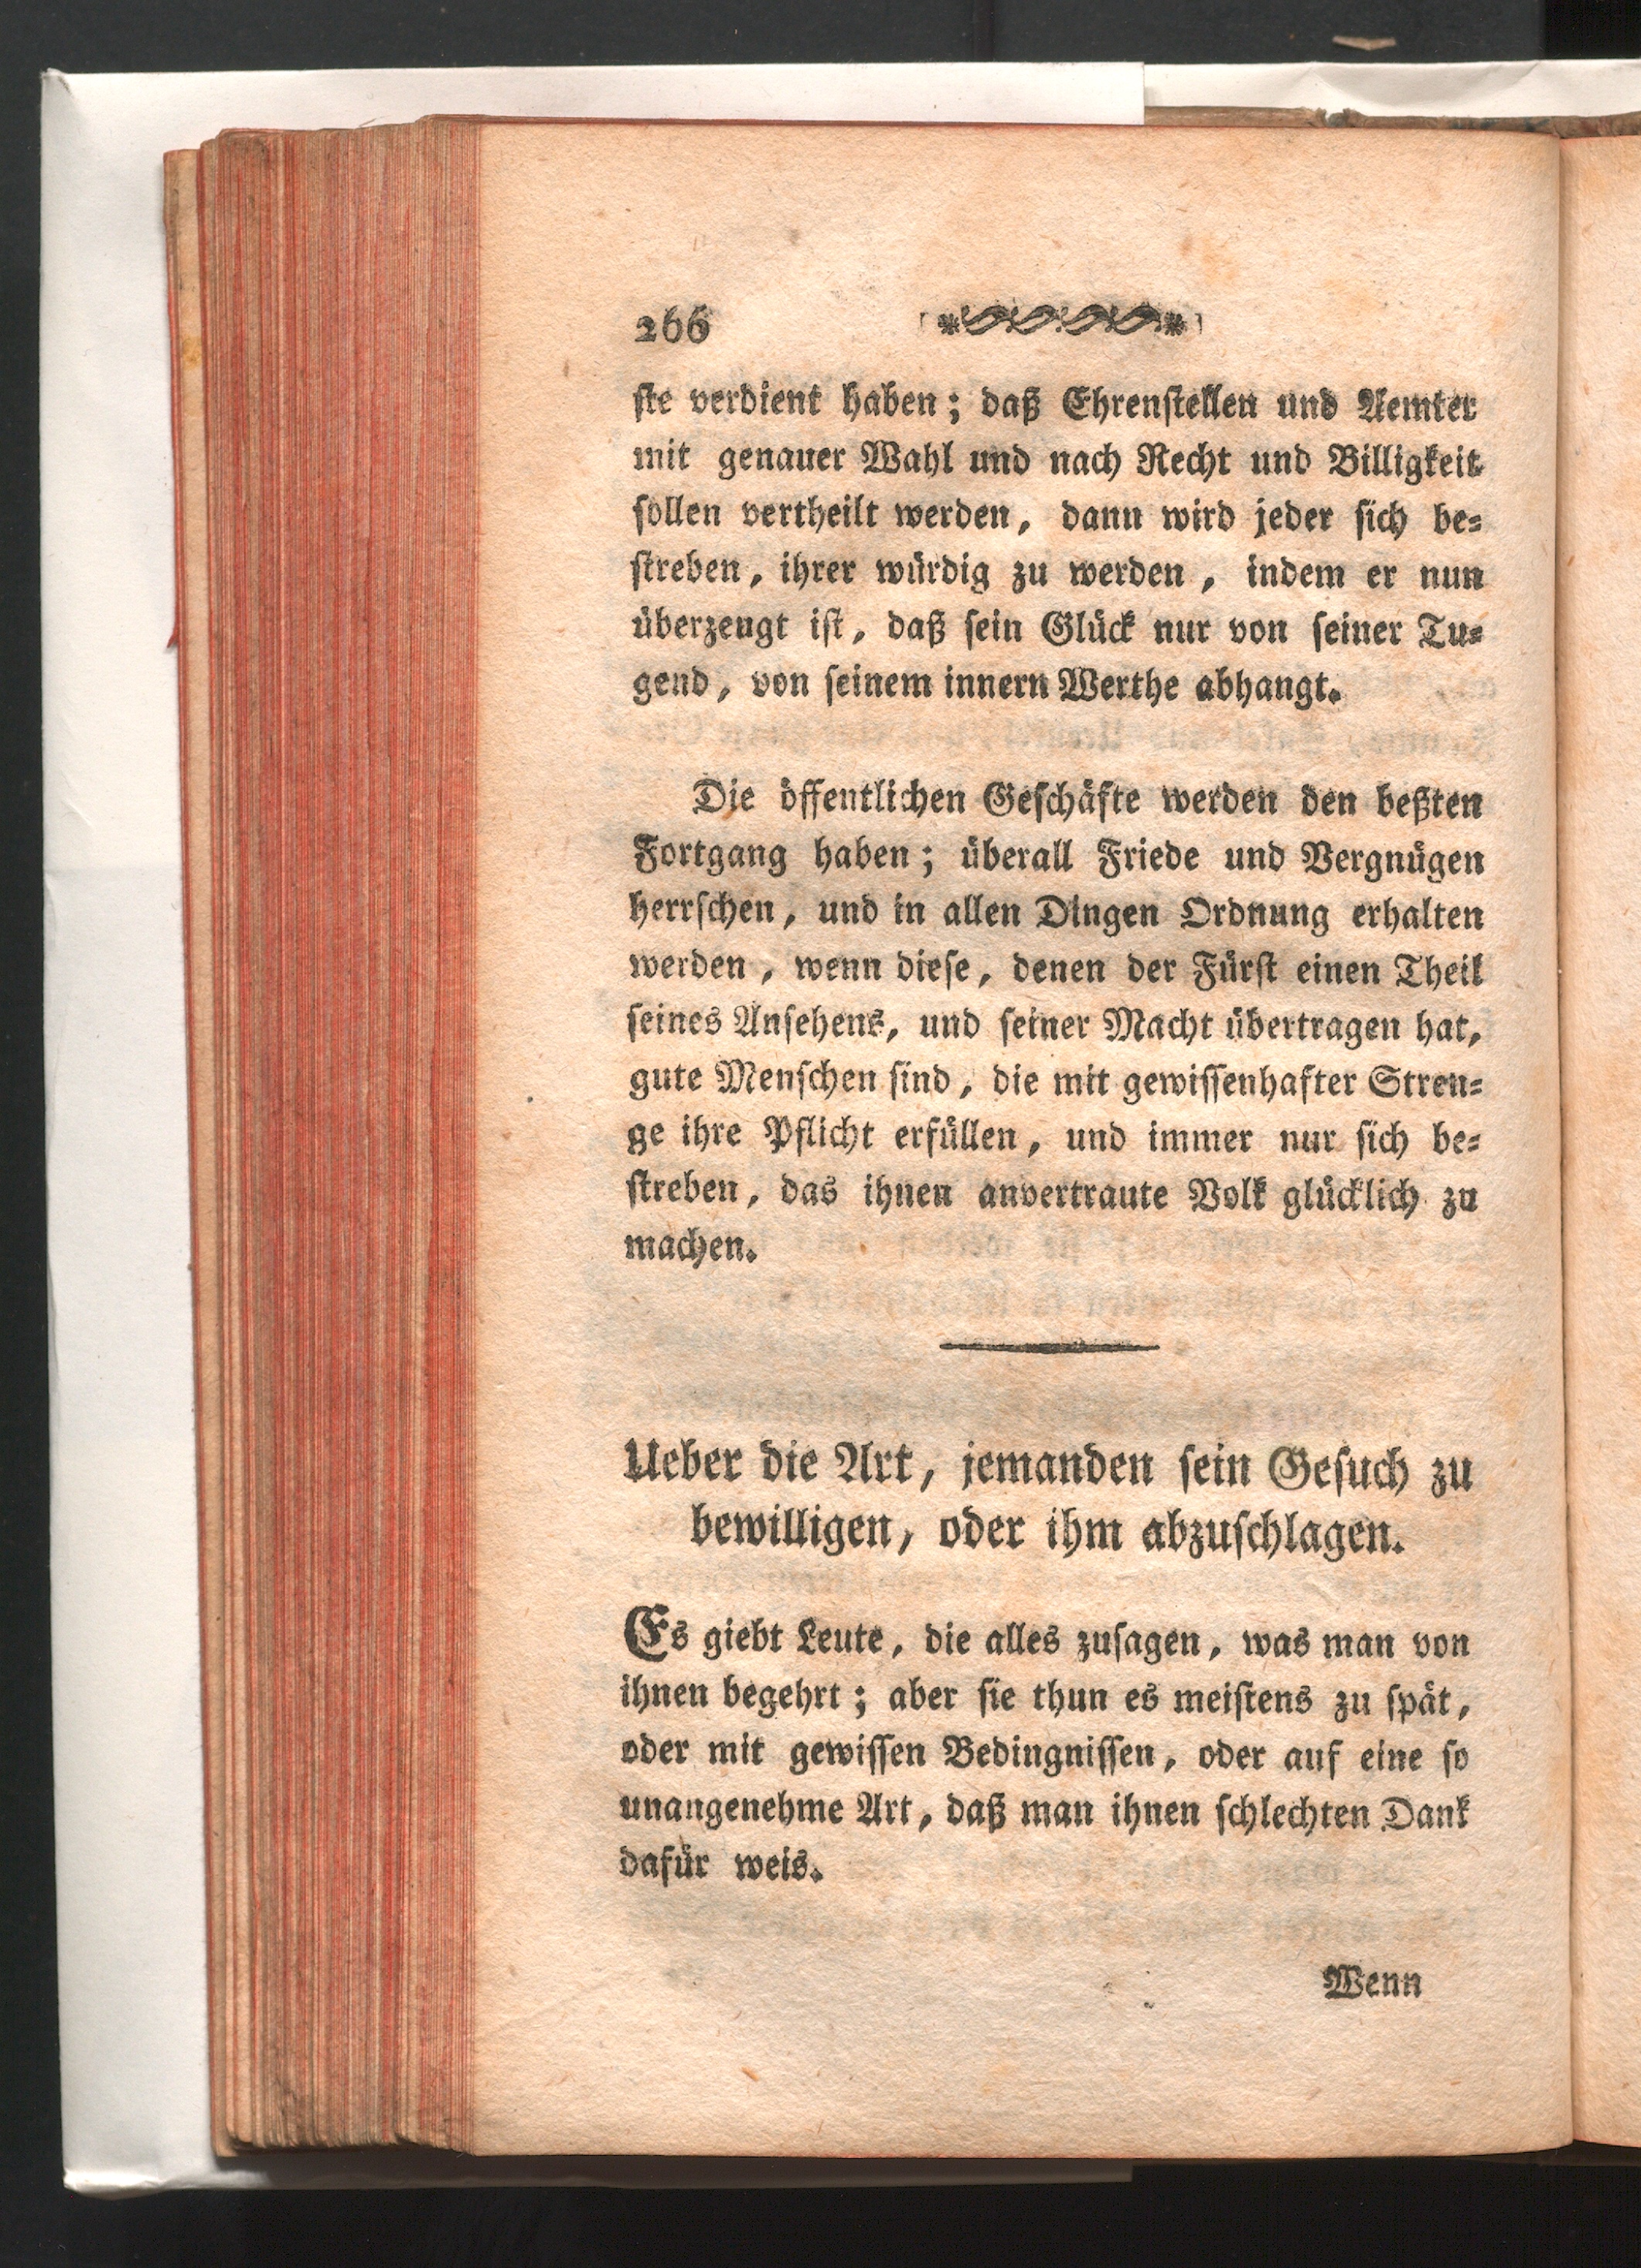 266
ste verdient haben; daß Ehrenstellen und Aemter
mit genauer Wahl und nach Recht und Billigkeit
sollen vertheilt werden, dann wird jeder sich be-
streben, ihrer würdig zu werden, indem er nun
überzeugt ist, daß sein Glück nur von seiner Tu-
gend, von seinem innern Werthe abhangt.
Die öffentlichen Geschäfte werden den beßten
Fortgang haben; überall Friede und Vergnügen
herrschen, und in allen Dingen Ordnung erhalten
werden, wenn diese, denen der Fürst einen Theil
seines Ansehens, und seiner Macht übertragen hat,
gute Menschen sind, die mit gewissenhafter Stren-
ge ihre Pflicht erfüllen, und immer nur sich be-
streben, das ihnen anvertraute Volk glücklich zu
machen.
Ueber die Art, jemanden sein Gesuch zu
bewilligen, oder ihm abzuschlagen.
Es giebt Leute, die alles zusagen, was man von
ihnen begehrt; aber sie thun es meistens zu spät,
oder mit gewissen Bedingnissen, oder auf eine so
unangenehme Art, daß man ihnen schlechten Dank
dafür weis.
Wenn